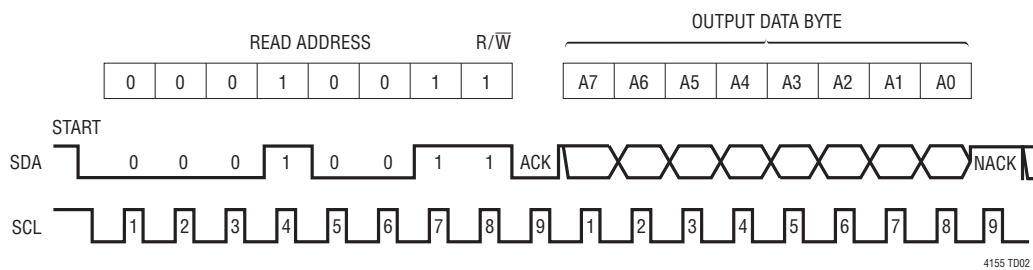 OUTPUT DATA BYTE
READ ADDRESS R/W̅
0 0 0 1 0 0 1 1 A7 A6 A5 A4 A3 A2 A1 A0
START
SDA 0 0 0 1 0 0 1 1 ACK NACK
SCL 1 2 3 4 5 6 7 8 9 1 2 3 4 5 6 7 8 9
4155 TD02